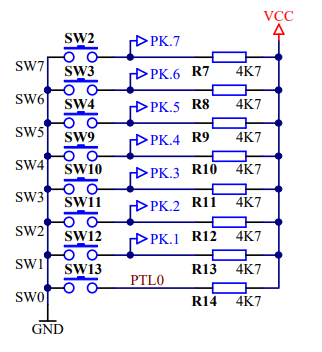 VCC
SW2
PK.7
SW7
SW3
R7 4K7
PK.6
SW6
SW4
R8 4K7
PK.5
SW5
SW9
R9 4K7
PK.4
SW4
SW10
R10 4K7
PK.3
SW3
SW11
R11 4K7
PK.2
SW2
SW12
R12 4K7
PK.1
SW1
SW13
R13 4K7
PTL0
SW0
R14 4K7
GND